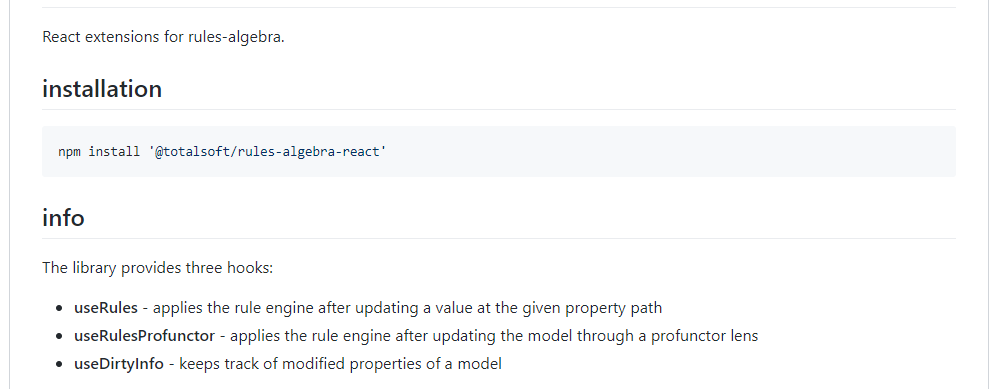 React extensions for rules-algebra.
installation
npm install '@totalsoft/rules-algebra-react'
info
The library provides three hooks:
• useRules - applies the rule engine after updating a value at the given property path
• useRulesProfunctor - applies the rule engine after updating the model through a profunctor lens
• useDirtyInfo - keeps track of modified properties of a model